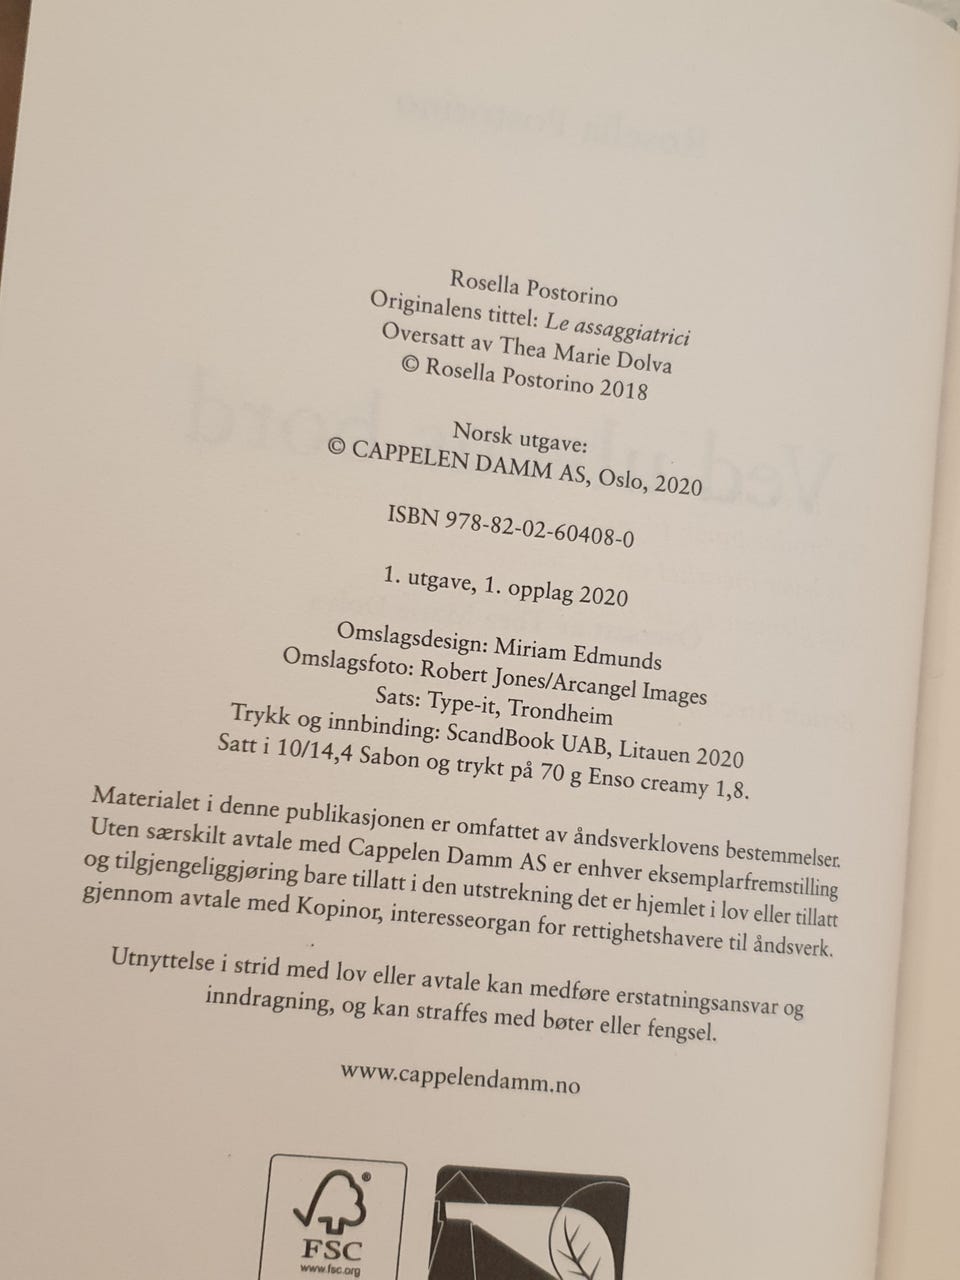 Rosella Postorino
Originalens tittel: Le assaggiatrici
Oversatt av Thea Marie Dolva
© Rosella Postorino 2018
Norsk utgave:
© CAPPELEN DAMM AS, Oslo, 2020
ISBN 978-82-02-60408-0
1. utgave, 1. opplag 2020
Omslagsdesign: Miriam Edmunds
Omslagsfoto: Robert Jones/Arcangel Images
Sats: Type-it, Trondheim
Trykk og innbinding: ScandBook UAB, Litauen 2020
Satt i 10/14,4 Sabon og trykt på 70 g Enso creamy 1,8.
Materialet i denne publikasjonen er omfattet av åndsverklovens bestemmelser.
Uten særskilt avtale med Cappelen Damm AS er enhver eksemplarfremstilling
og tilgjengeliggjøring bare tillatt i den utstrekning det er hjemlet i lov eller tillatt
gjennom avtale med Kopinor, interesseorgan for rettighetshavere til åndsverk.
Utnyttelse i strid med lov eller avtale kan medføre erstatningsansvar og
inndragning, og kan straffes med bøter eller fengsel.
www.cappelendamm.no
®
FSC
www.fsc.org